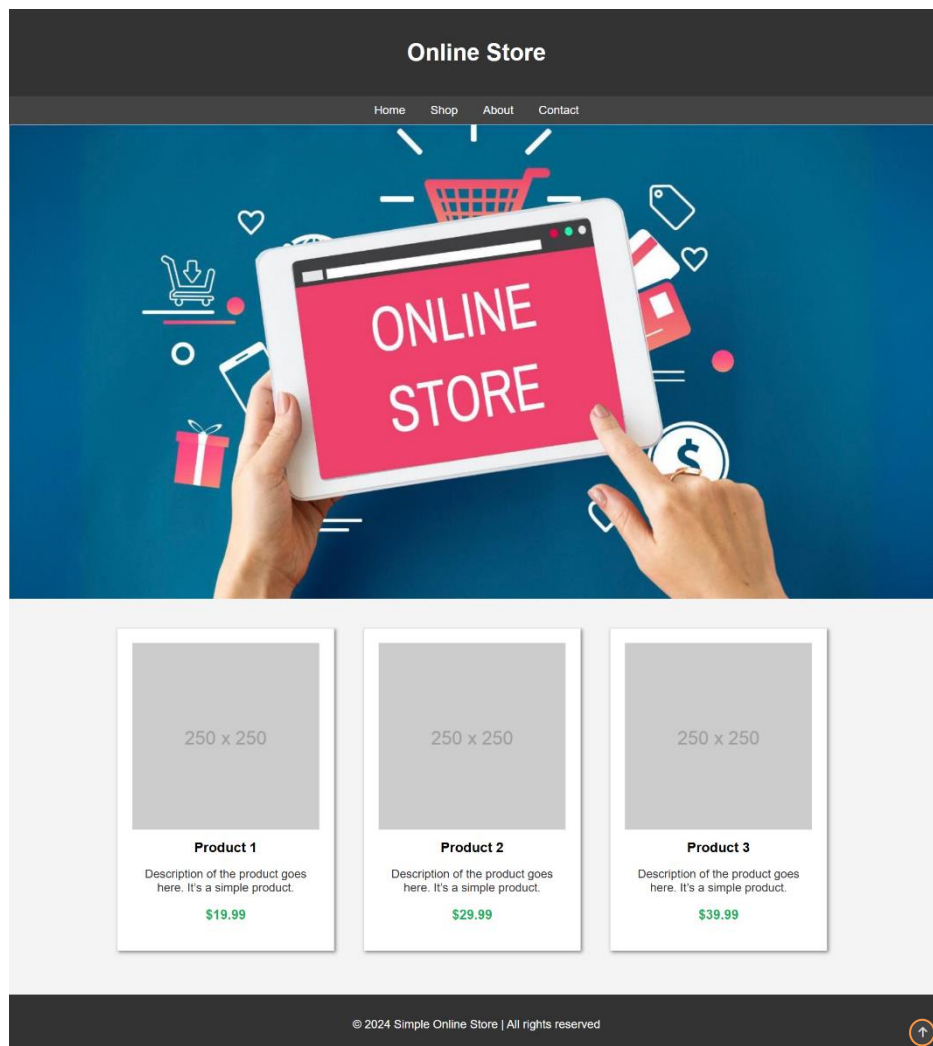 Online Store
Home Shop About Contact
ONLINE
STORE
250 x 250 250 x 250 250 x 250
Product 1
Description of the product goes
here. It's a simple product.
$19.99
Product 2
Description of the product goes
here. It's a simple product.
$29.99
Product 3
Description of the product goes
here. It's a simple product.
$39.99
© 2024 Simple Online Store | All rights reserved